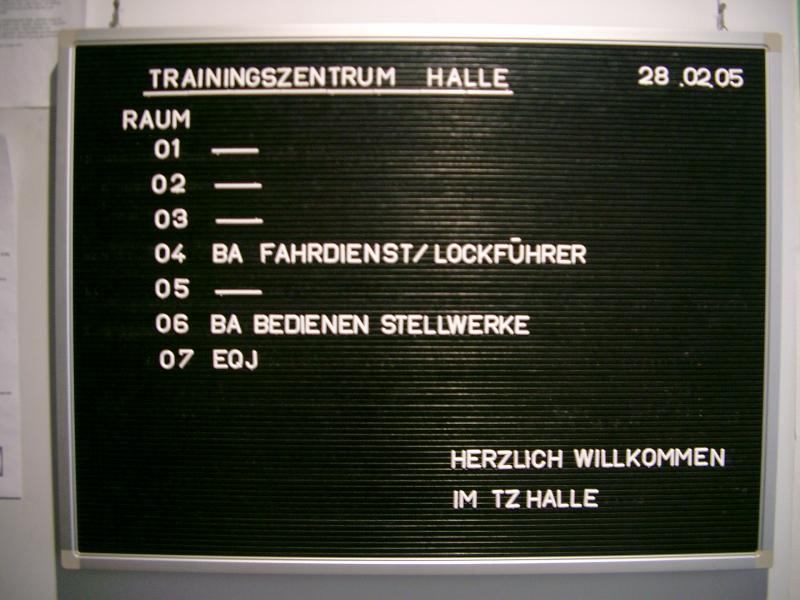 TRAININGSZENTRUM HALLE 28.02.05
RAUM
01 —
02 —
03 —
04 BA FAHRDIENST/LOCKFÜHRER
05 —
06 BA BEDIENEN STELLWERKE
07 EQJ
HERZLICH WILLKOMMEN
IM TZ HALLE